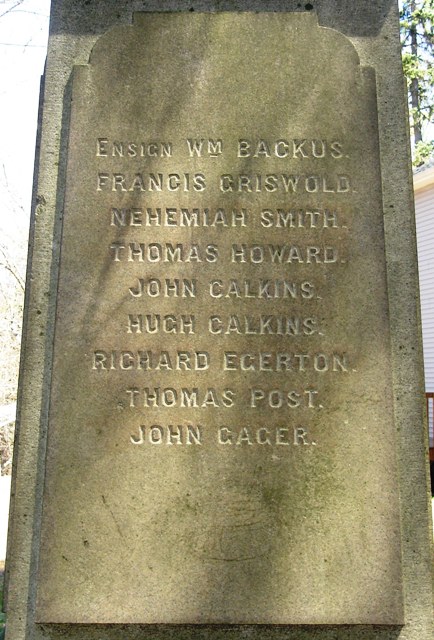 Ensign Wm BACKUS.
FRANCIS GRISWOLD.
NEHEMIAH SMITH.
THOMAS HOWARD.
JOHN CALKINS.
HUGH CALKINS.
RICHARD EGERTON.
THOMAS POST.
JOHN GAGER.